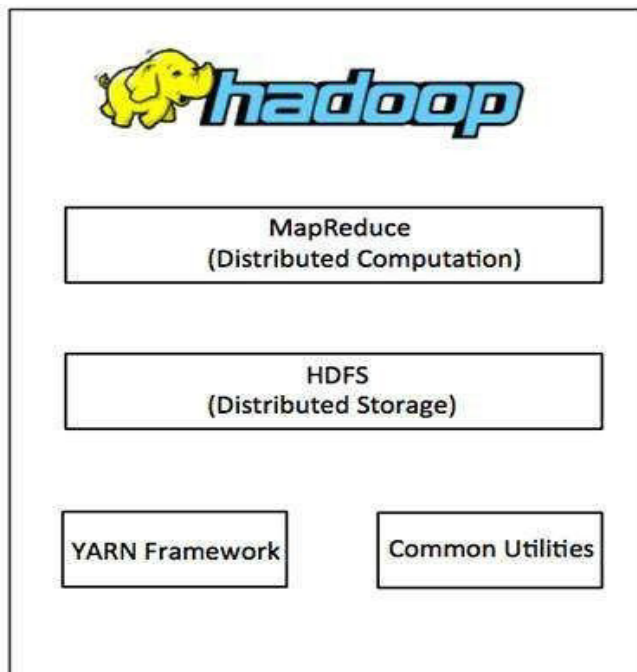 hadoop
MapReduce
(Distributed Computation)
HDFS
(Distributed Storage)
YARN Framework
Common Utilities